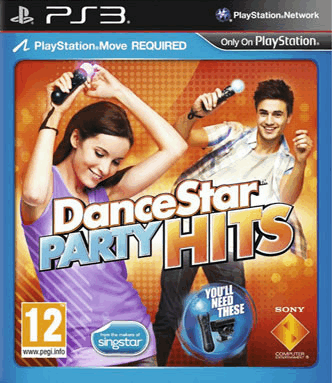 PS3
PlayStation®Network
PlayStation®Move REQUIRED
Only On PlayStation®
DanceStar™
PARTY HITS
12
www.pegi.info
From the makers of
singstar
YOU'LL
NEED
THESE
SONY
COMPUTER
ENTERTAINMENT